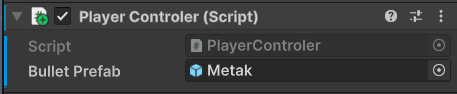 Player Controler (Script)
Script PlayerControler
Bullet Prefab Metak